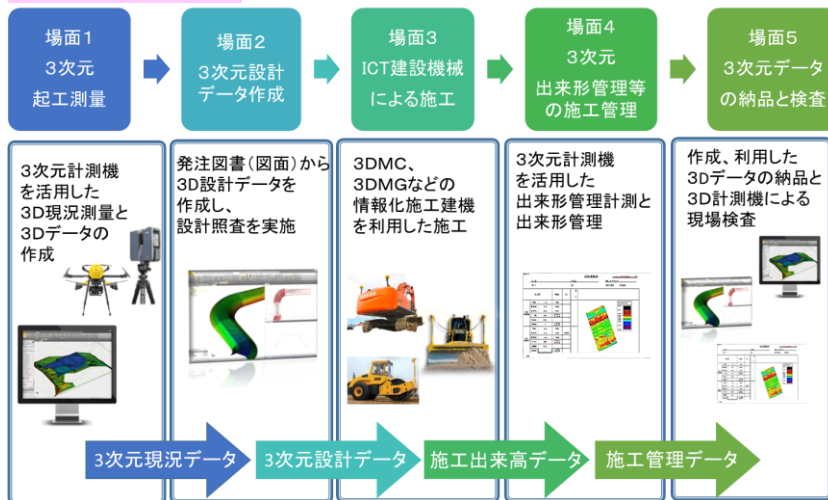 場面1
3次元
起工測量
場面2
3次元設計
データ作成
場面3
ICT建設機械
による施工
場面4
3次元
出来形管理等
の施工管理
場面5
3次元データ
の納品と検査
3次元計測機
を活用した
3D現況測量と
3Dデータの
作成
発注図書(図面)から
3D設計データを
作成し、
設計照査を実施
3DMC、
3DMGなどの
情報化施工建機
を利用した施工
3次元計測機
を活用した
出来形管理計測と
出来形管理
作成、利用した
3Dデータの納品と
3D計測機による
現場検査
3次元現況データ
3次元設計データ
施工出来高データ
施工管理データ